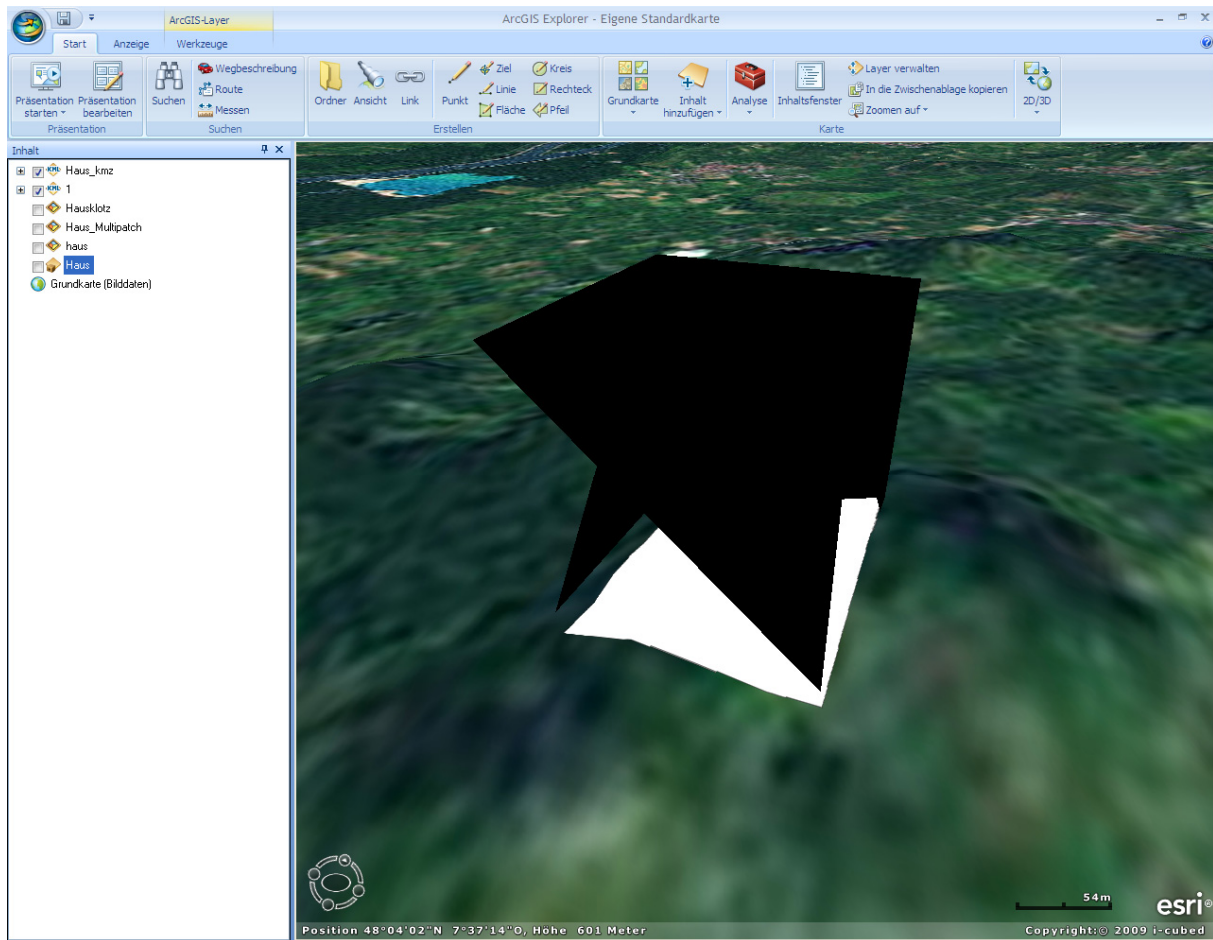 ArcGIS-Layer
ArcGIS Explorer - Eigene Standardkarte
Start Anzeige Werkzeuge
Präsentation starten
Präsentation bearbeiten
Präsentation
Suchen
Wegbeschreibung
Route
Messen
Suchen
Ordner
Ansicht
Link
Punkt
Ziel
Linie
Fläche
Kreis
Rechteck
Pfeil
Erstellen
Grundkarte
Inhalt hinzufügen
Analyse
Inhaltsfenster
Layer verwalten
In die Zwischenablage kopieren
Zoomen auf
2D/3D
Karte
Inhalt
KML Haus_kmz
KML 1
Hausklotz
Haus_Multipatch
haus
Haus
Grundkarte (Bilddaten)
54m
esri
Position 48°04'02"N 7°37'14"O, Höhe 601 Meter
Copyright:© 2009 i-cubed